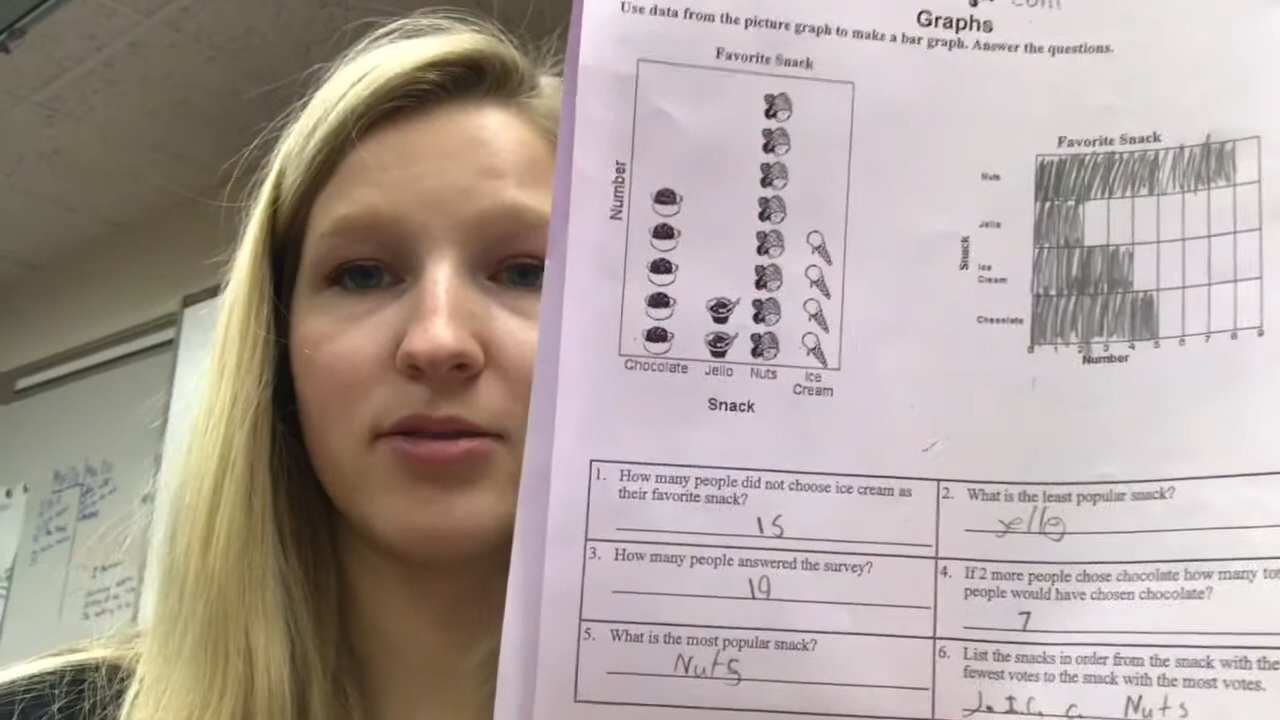 com
Graphs
Use data from the picture graph to make a bar graph. Answer the questions.
Favorite Snack
Number
Chocolate Jello Nuts Ice Cream
Snack
Favorite Snack
Snack
Nuts
Jello
Ice
Cream
Chocolate
0 1 2 3 4 5 6 7 8 9
Number
1. How many people did not choose ice cream as
their favorite snack?
15
2. What is the least popular snack?
Jello
3. How many people answered the survey?
19
4. If 2 more people chose chocolate how many
people would have chosen chocolate?
7
5. What is the most popular snack?
Nuts
6. List the snacks in order from the snack with the
fewest votes to the snack with the most votes.
Nuts